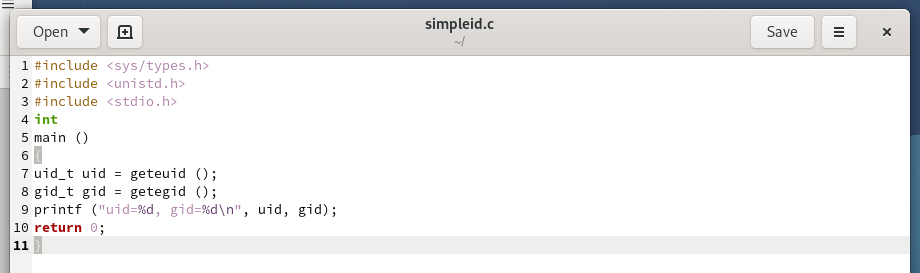 Open
simpleid.c
~/
Save
1 #include <sys/types.h>
2 #include <unistd.h>
3 #include <stdio.h>
4 int
5 main ()
6 {
7 uid_t uid = geteuid ();
8 gid_t gid = getegid ();
9 printf ("uid=%d, gid=%d\n", uid, gid);
10 return 0;
11 }